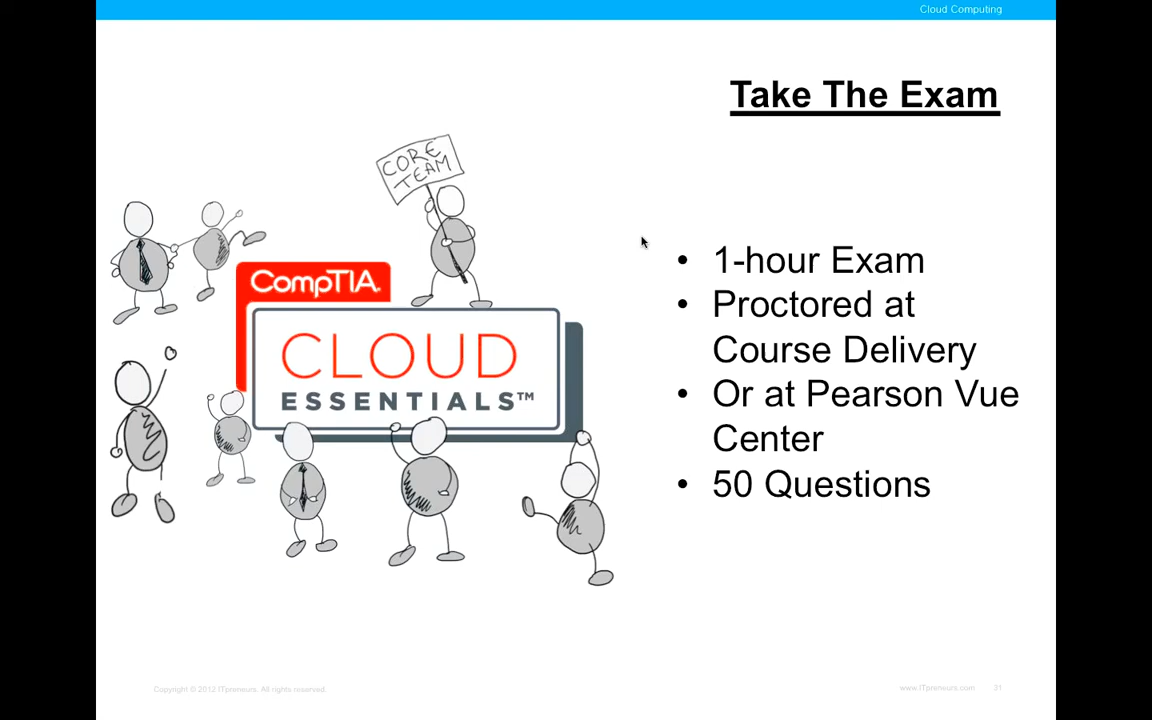 Cloud Computing
Take The Exam
CORE
TEAM
CompTIA.
CLOUD
ESSENTIALS™
• 1-hour Exam
• Proctored at
Course Delivery
• Or at Pearson Vue
Center
• 50 Questions
Copyright © 2012 ITpreneurs. All rights reserved.
www.ITpreneurs.com 31